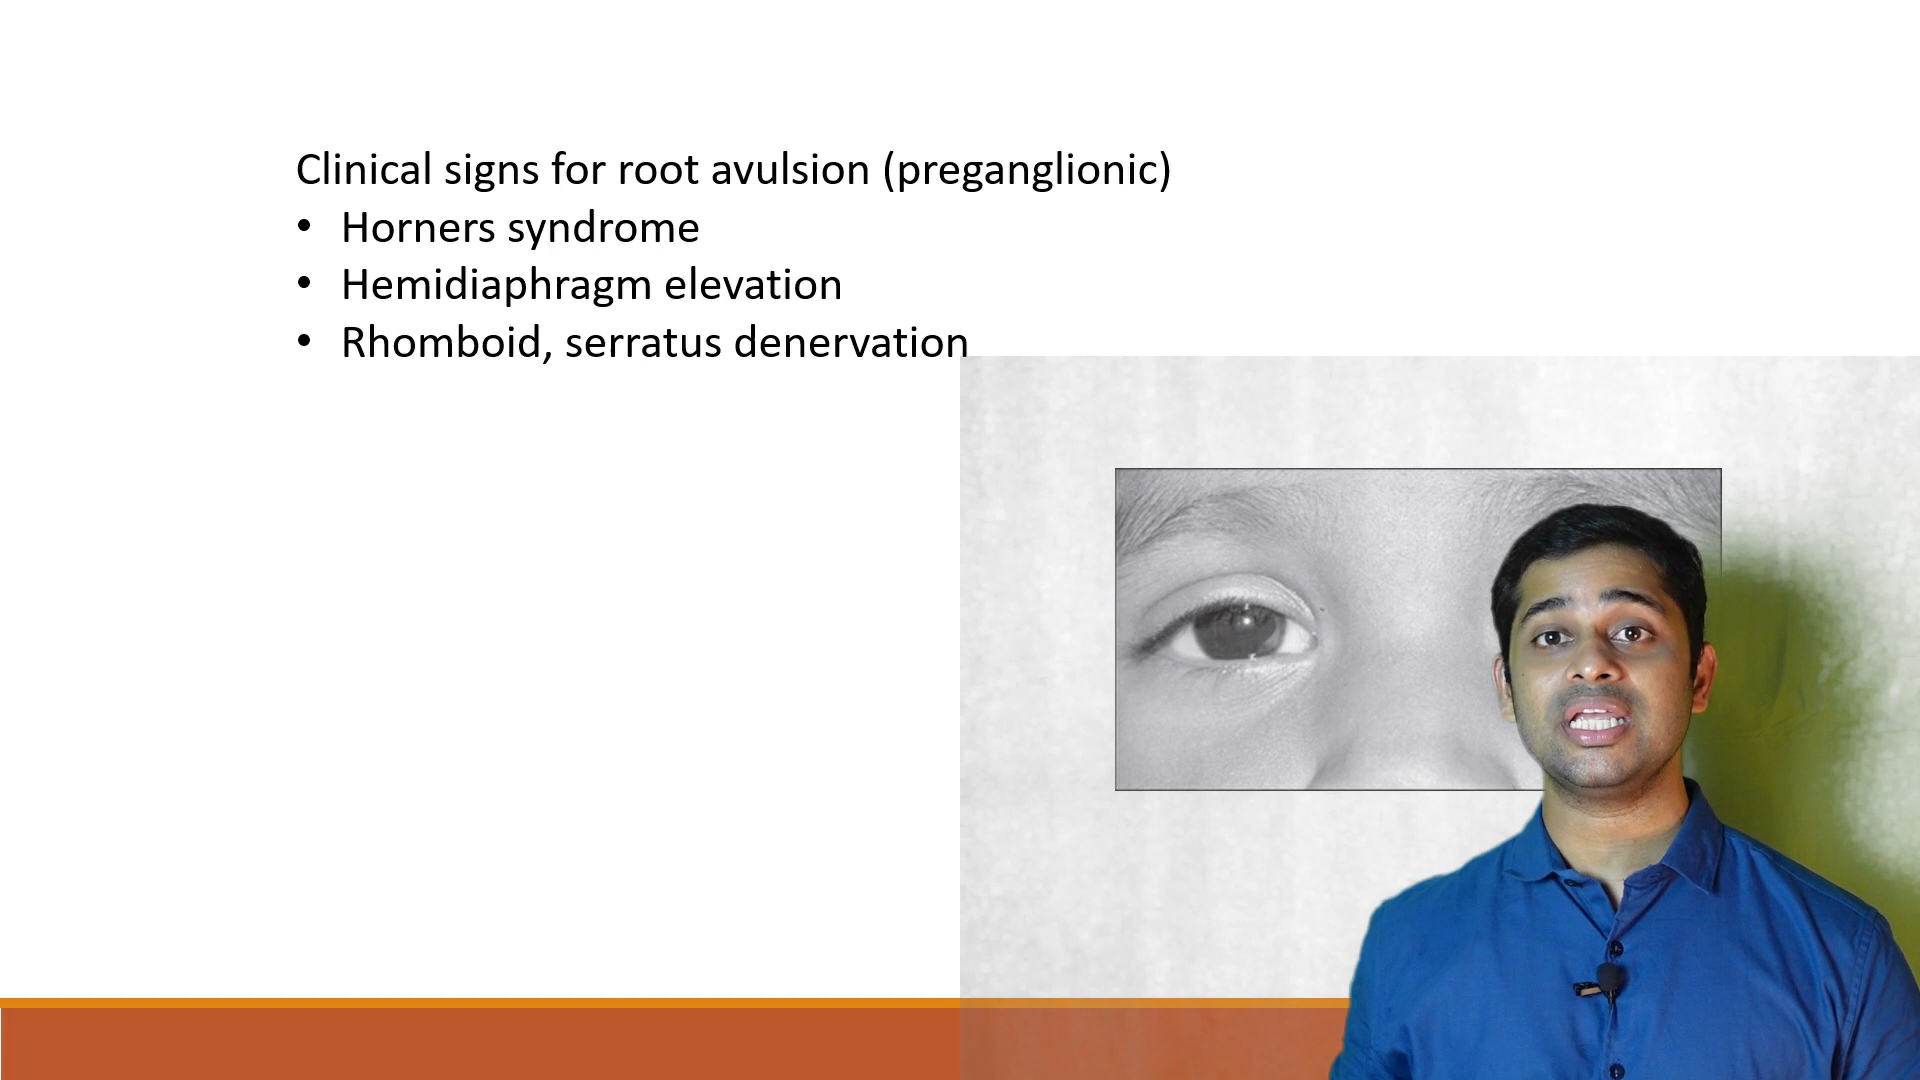 Clinical signs for root avulsion (preganglionic)
• Horners syndrome
• Hemidiaphragm elevation
• Rhomboid, serratus denervation